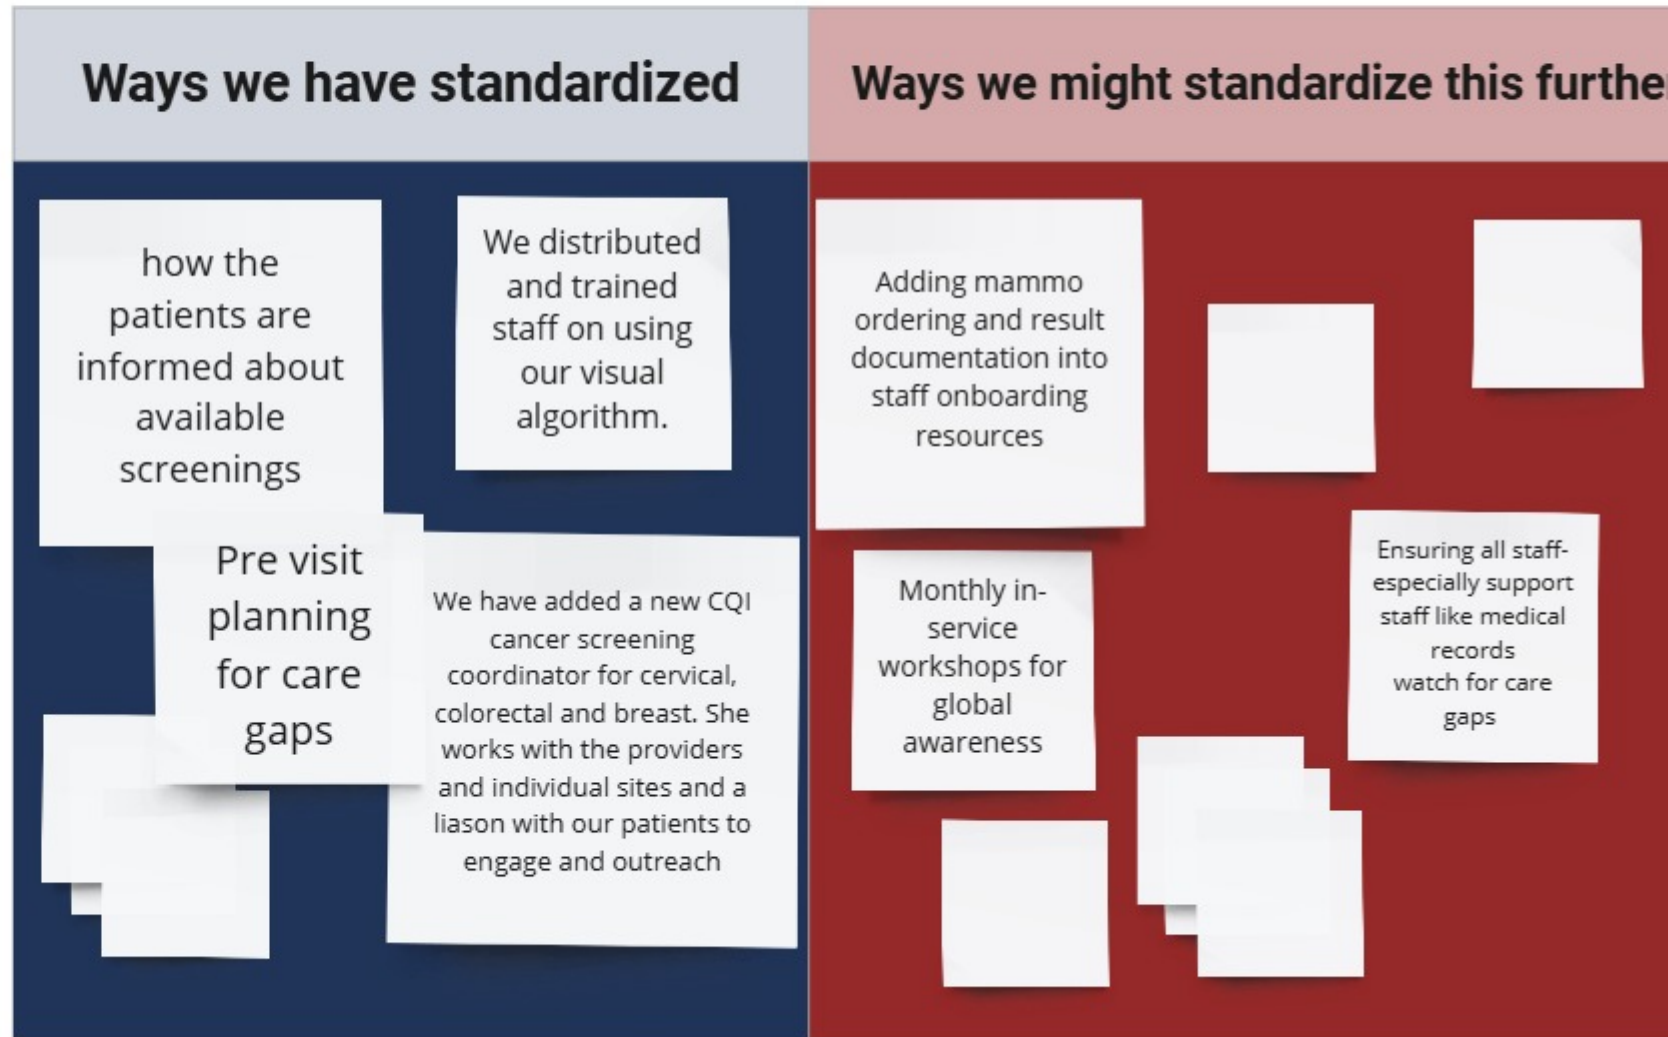 Ways we have standardized
how the
patients are
informed about
available
screenings
We distributed
and trained
staff on using
our visual
algorithm.
Pre visit
planning
for care
gaps
We have added a new CQI
cancer screening
coordinator for cervical,
colorectal and breast. She
works with the providers
and individual sites and a
liason with our patients to
engage and outreach
Ways we might standardize this further
Adding mammo
ordering and result
documentation into
staff onboarding
resources
Monthly in-
service
workshops for
global
awareness
Ensuring all staff-
especially support
staff like medical
records
watch for care
gaps